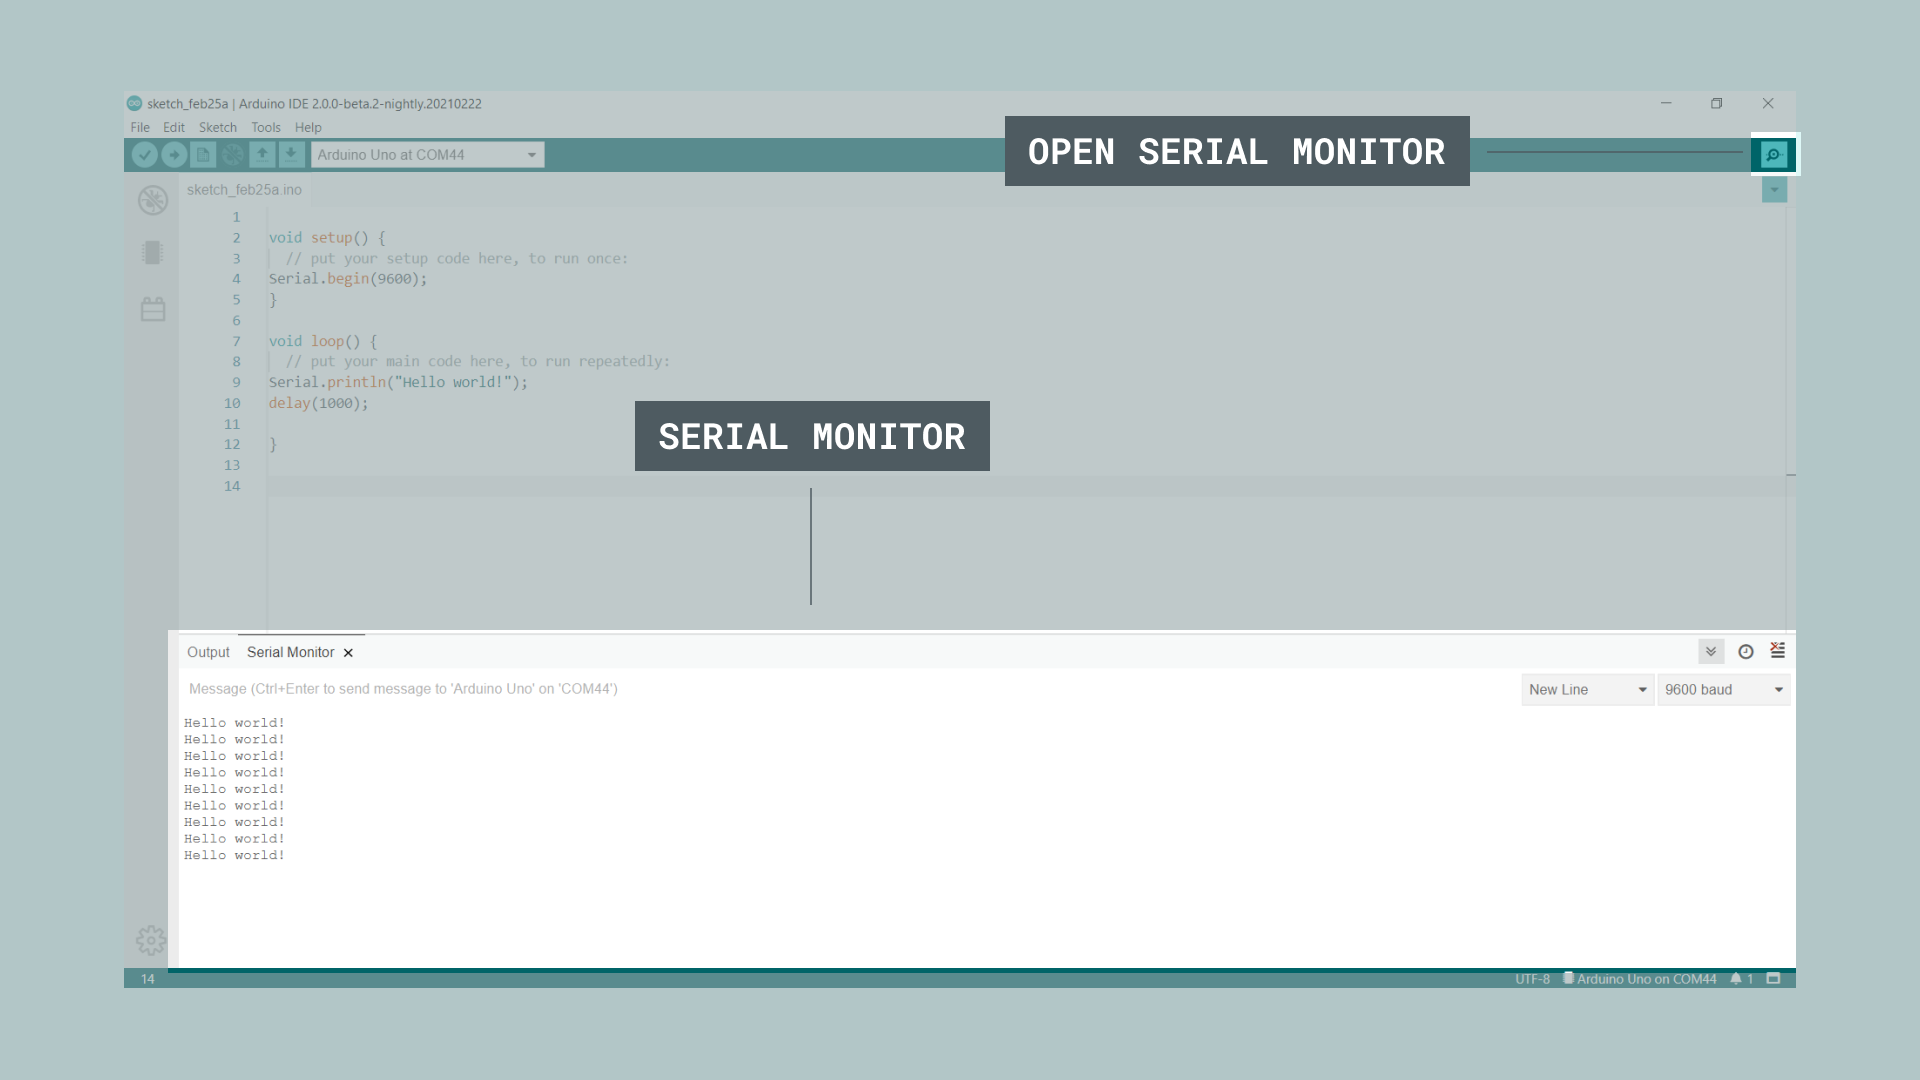 sketch_feb25a | Arduino IDE 2.0.0-beta.2-nightly.20210222
File Edit Sketch Tools Help
Arduino Uno at COM44
OPEN SERIAL MONITOR
sketch_feb25a.ino
1
2 void setup() {
3 // put your setup code here, to run once:
4 Serial.begin(9600);
5 }
6
7 void loop() {
8 // put your main code here, to run repeatedly:
9 Serial.println("Hello world!");
10 delay(1000);
11
12 }
13
14
SERIAL MONITOR
Output Serial Monitor
Message (Ctrl+Enter to send message to 'Arduino Uno' on 'COM44')
New Line 9600 baud
Hello world!
Hello world!
Hello world!
Hello world!
Hello world!
Hello world!
Hello world!
Hello world!
Hello world!
14 UTF-8 Arduino Uno on COM44 1